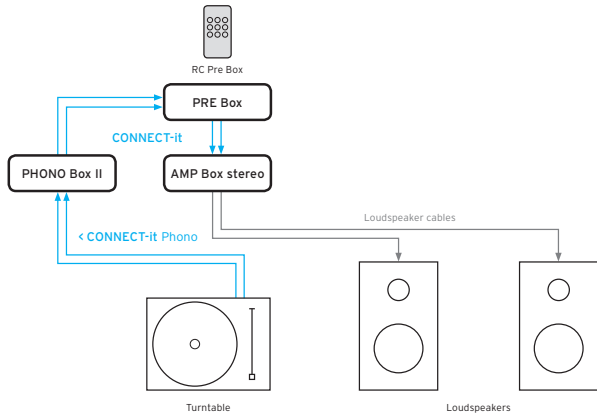 RC Pre Box
PRE Box
CONNECT-it
PHONO Box II
AMP Box stereo
Loudspeaker cables
< CONNECT-it Phono
Turntable
Loudspeakers